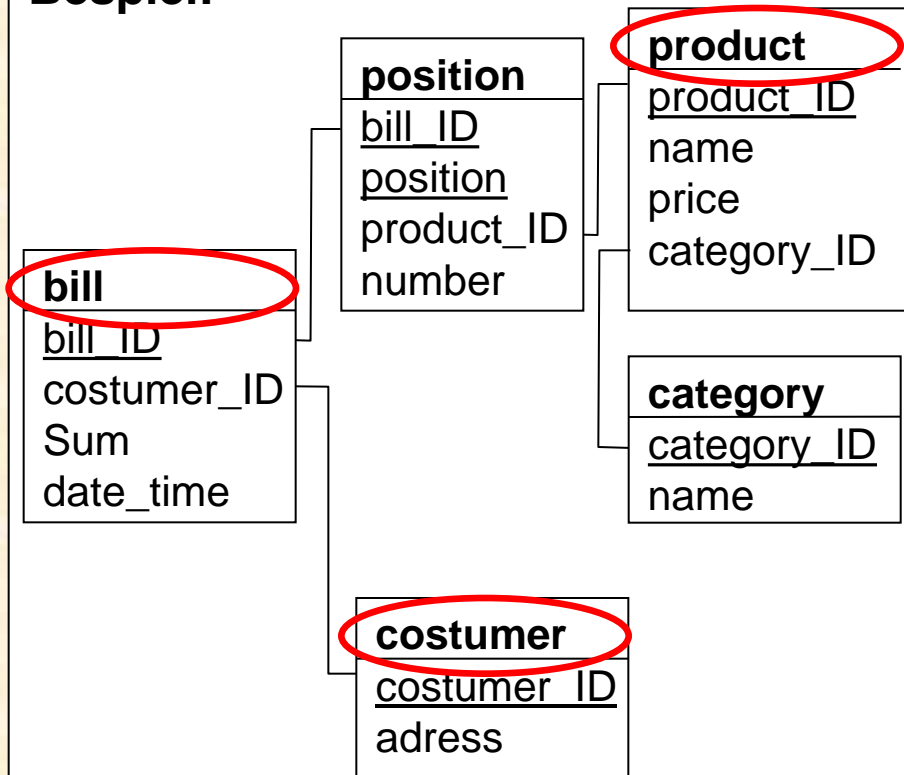 position
bill_ID
position
product_ID
number
product
product_ID
name
price
category_ID
bill
bill_ID
costumer_ID
Sum
date_time
category
category_ID
name
costumer
costumer_ID
adress